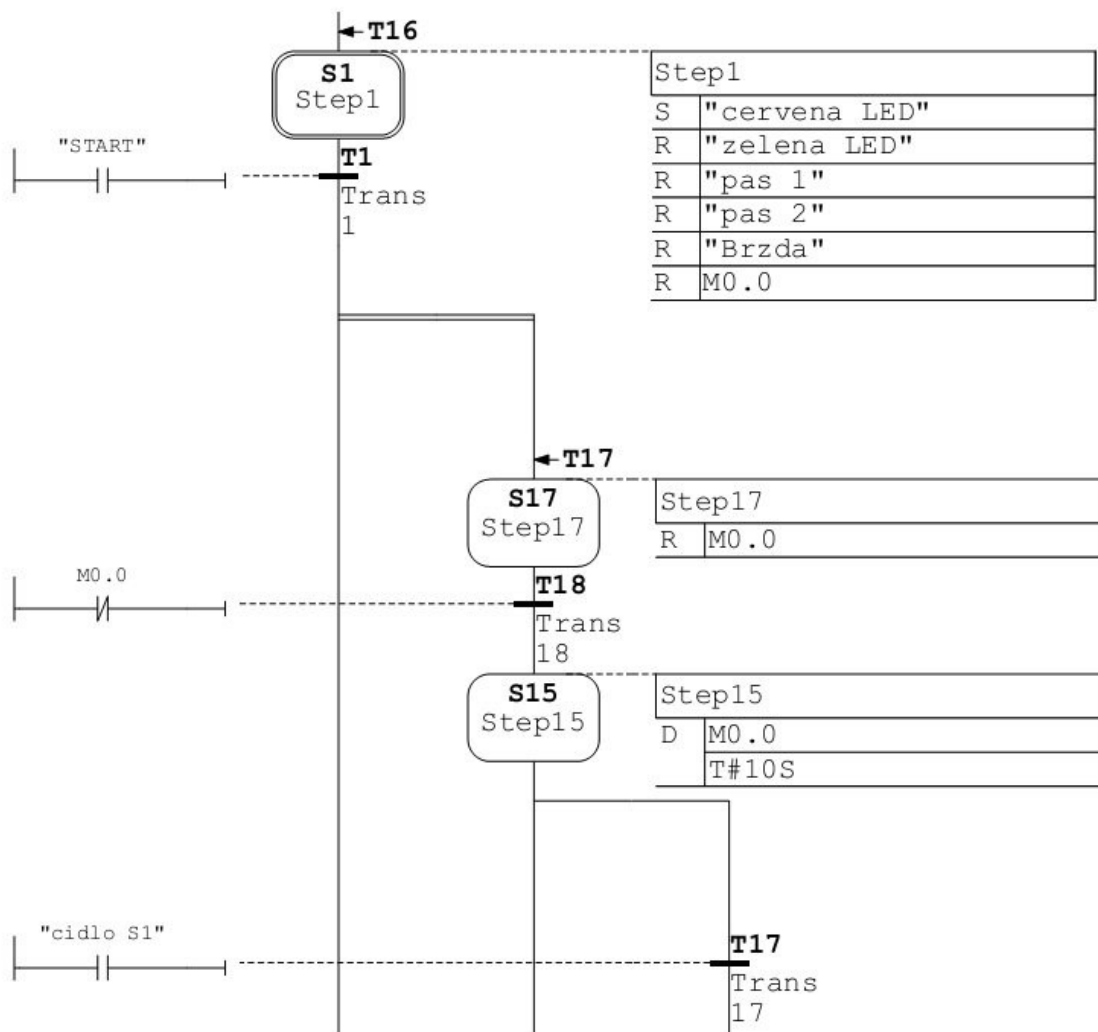 T16
S1
Step1
Step1
S "cervena LED"
R "zelena LED"
R "pas 1"
R "pas 2"
R "Brzda"
R M0.0
"START"
T1
Trans
1
T17
S17
Step17
Step17
R M0.0
M0.0
T18
Trans
18
S15
Step15
Step15
D M0.0
T#10S
"cidlo S1"
T17
Trans
17